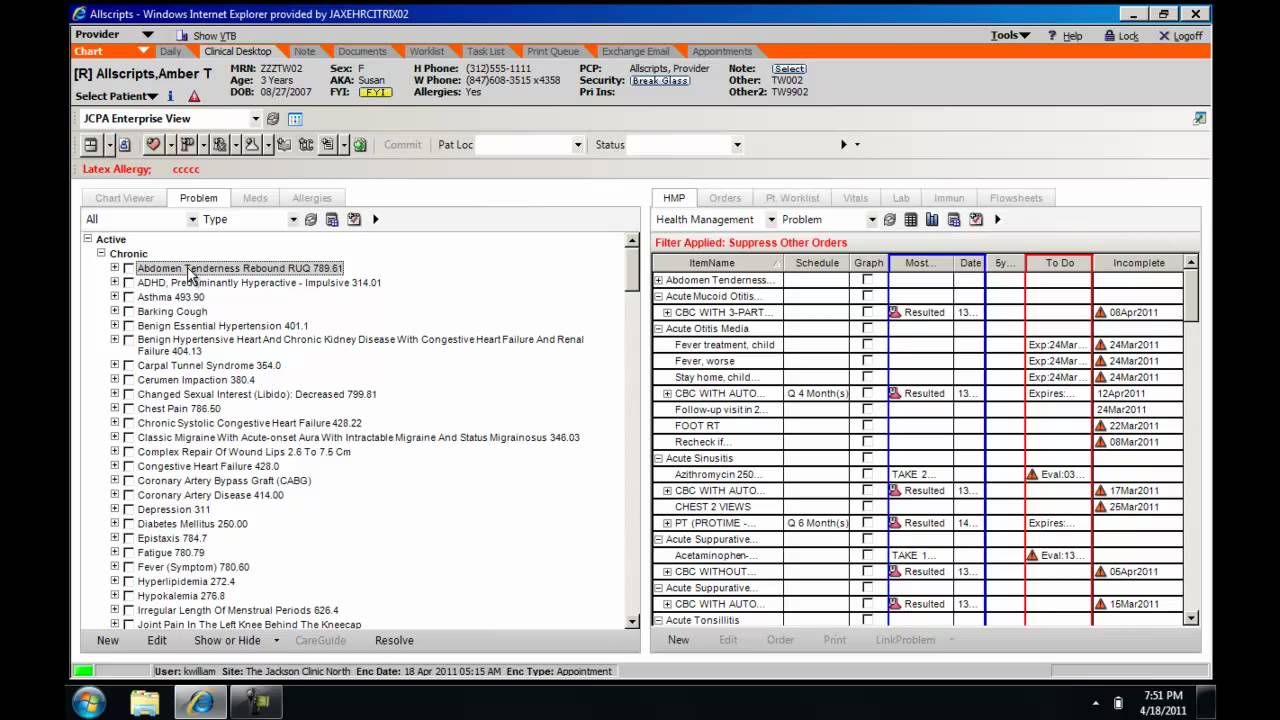 Allscripts - Windows Internet Explorer provided by JAXEHRCITRIX02
Provider Show VTB Tools Help Lock Logoff
Chart Daily Clinical Desktop Note Documents Worklist Task List Print Queue Exchange Email Appointments
[R] Allscripts,Amber T
Select Patient
MRN: ZZZTW02
Age: 3 Years
DOB: 08/27/2007
Sex: F
AKA: Susan
FYI: FYI
H Phone: (312)555-1111
W Phone: (847)608-3515 x4358
Allergies: Yes
PCP: Allscripts, Provider
Security: Break Glass
Pri Ins:
Note: Select
Other: TW002
Other2: TW9902
JCPA Enterprise View
Commit Pat Loc Status
Latex Allergy; ccccc
Chart Viewer Problem Meds Allergies
All Type
Active
Chronic
Abdomen Tenderness Rebound RUQ 789.61
ADHD, Predominantly Hyperactive - Impulsive 314.01
Asthma 493.90
Barking Cough
Benign Essential Hypertension 401.1
Benign Hypertensive Heart And Chronic Kidney Disease With Congestive Heart Failure And Renal
Failure 404.13
Carpal Tunnel Syndrome 354.0
Cerumen Impaction 380.4
Changed Sexual Interest (Libido): Decreased 799.81
Chest Pain 786.50
Chronic Systolic Congestive Heart Failure 428.22
Classic Migraine With Acute-onset Aura With Intractable Migraine And Status Migrainosus 346.03
Complex Repair Of Wound Lips 2.6 To 7.5 Cm
Congestive Heart Failure 428.0
Coronary Artery Bypass Graft (CABG)
Coronary Artery Disease 414.00
Depression 311
Diabetes Mellitus 250.00
Epistaxis 784.7
Fatigue 780.79
Fever (Symptom) 780.60
Hyperlipidemia 272.4
Hypokalemia 276.8
Irregular Length Of Menstrual Periods 626.4
Joint Pain In The Left Knee Behind The Kneecap
New Edit Show or Hide CareGuide Resolve
HMP Orders Pt. Worklist Vitals Lab Immun Flowsheets
Health Management Problem
Filter Applied: Suppress Other Orders
ItemName Schedule Graph Most... Date 5y... To Do Incomplete
Abdomen Tenderness...
Acute Mucoid Otitis...
CBC WITH 3-PART... Resulted 13... 08Apr2011
Acute Otitis Media
Fever treatment, child Exp:24Mar... 24Mar2011
Fever, worse Exp:24Mar... 24Mar2011
Stay home, child... Exp:24Mar... 24Mar2011
CBC WITH AUTO... Q 4 Month(s) Resulted 13... Expires:... 12Apr2011
Follow-up visit in 2... 24Mar2011
FOOT RT 22Mar2011
Recheck if... 08Mar2011
Acute Sinusitis
Azithromycin 250... TAKE 2... Eval:03...
CBC WITH AUTO... Resulted 13... 17Mar2011
CHEST 2 VIEWS 25Mar2011
PT (PROTIME -... Q 6 Month(s) Resulted 14... Expires:...
Acute Suppurative...
Acetaminophen-... TAKE 1... Eval:13...
CBC WITHOUT... Resulted 13... 05Apr2011
Acute Suppurative...
CBC WITH AUTO... Resulted 13... 15Mar2011
Acute Tonsillitis
New Edit Order Print LinkProblem
User: kwilliam Site: The Jackson Clinic North Enc Date: 18 Apr 2011 05:15 AM Enc Type: Appointment
7:51 PM
4/18/2011